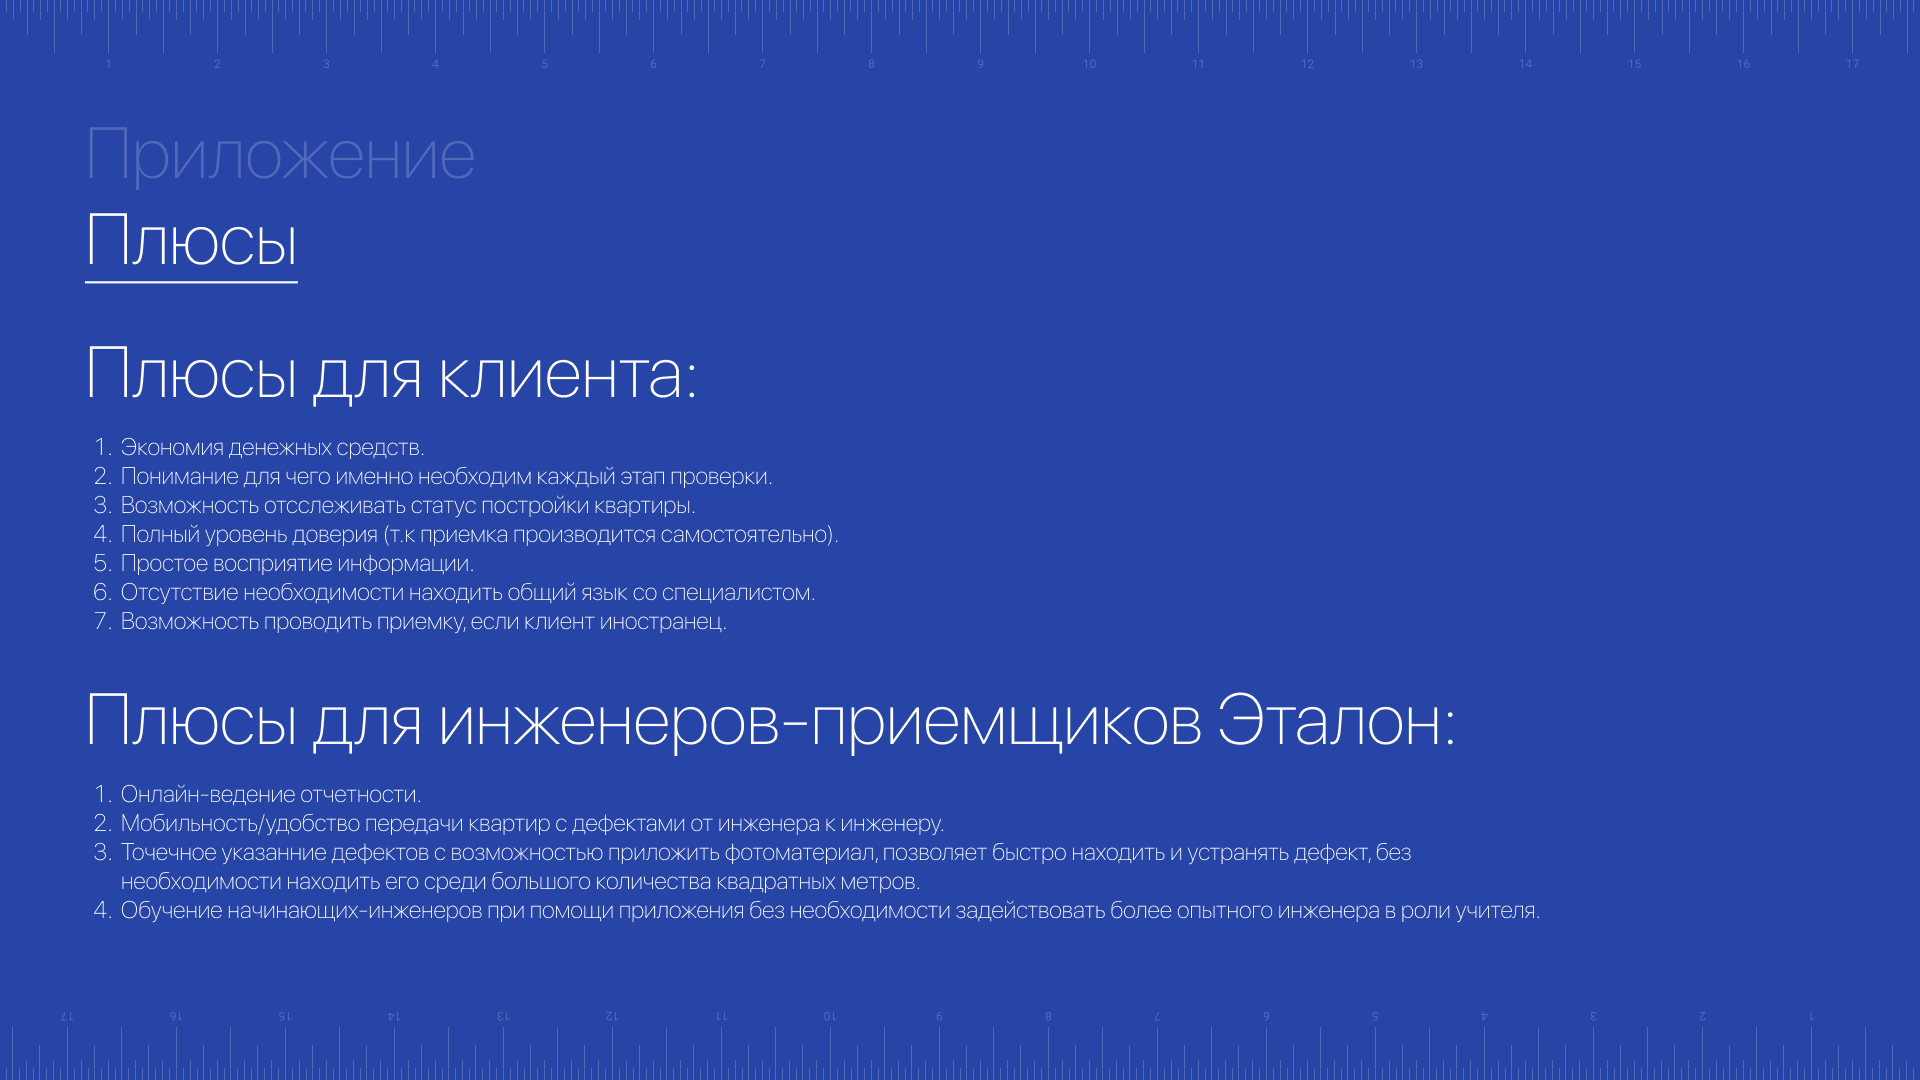 1 2 3 4 5 6 7 8 9 10 11 12 13 14 15 16 17
Приложение
Плюсы
Плюсы для клиента:
1. Экономия денежных средств.
2. Понимание для чего именно необходим каждый этап проверки.
3. Возможность отсслеживать статус постройки квартиры.
4. Полный уровень доверия (т.к приемка производится самостоятельно).
5. Простое восприятие информации.
6. Отсутствие необходимости находить общий язык со специалистом.
7. Возможность проводить приемку, если клиент иностранец.
Плюсы для инженеров-приемщиков Эталон:
1. Онлайн-ведение отчетности.
2. Мобильность/удобство передачи квартир с дефектами от инженера к инженеру.
3. Точечное указанние дефектов с возможностью приложить фотоматериал, позволяет быстро находить и устранять дефект, без
необходимости находить его среди большого количества квадратных метров.
4. Обучение начинающих-инженеров при помощи приложения без необходимости задействовать более опытного инженера в роли учителя.
17 16 15 14 13 12 11 10 9 8 7 6 5 4 3 2 1